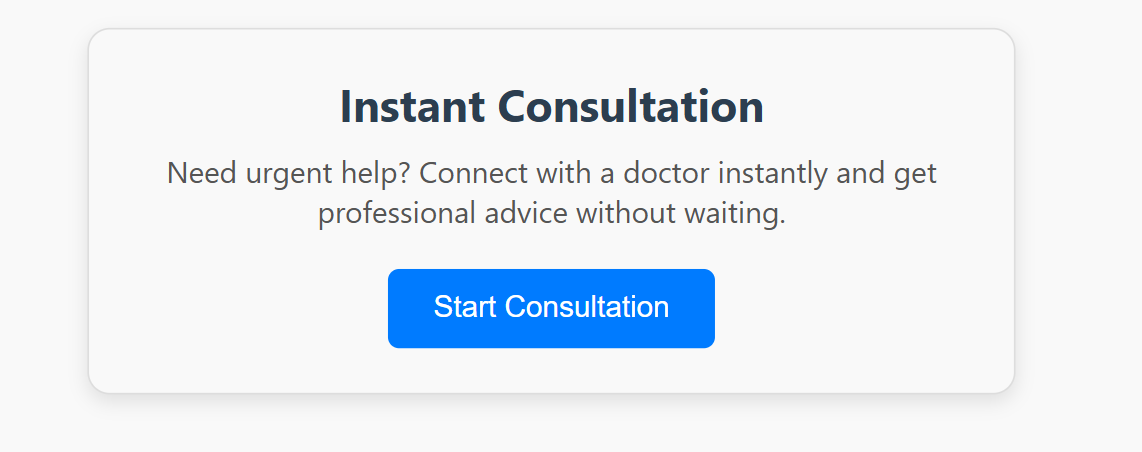 Instant Consultation
Need urgent help? Connect with a doctor instantly and get
professional advice without waiting.
Start Consultation